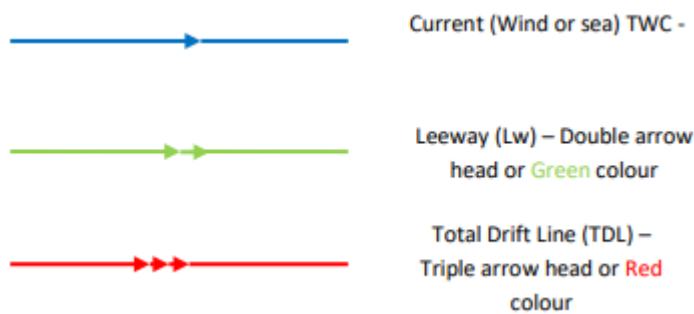 Current (Wind or sea) TWC -
Leeway (Lw) – Double arrow
head or Green colour
Total Drift Line (TDL) –
Triple arrow head or Red
colour